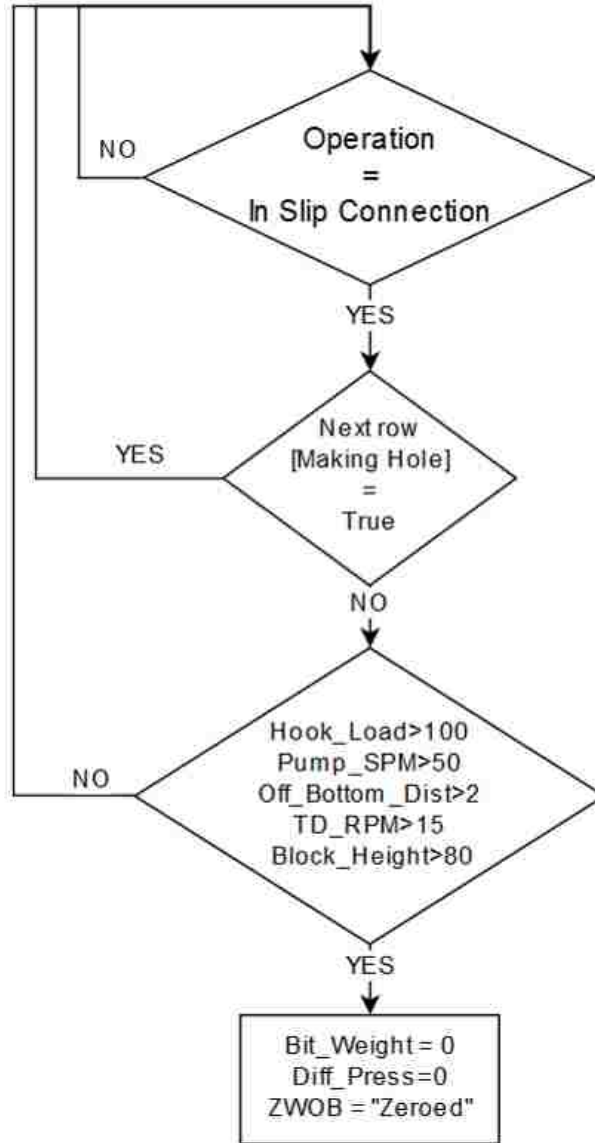 Operation
=
In Slip Connection
NO
YES
Next row
[Making Hole]
=
True
YES
NO
Hook_Load>100
Pump_SPM>50
Off_Bottom_Dist>2
TD_RPM>15
Block_Height>80
NO
YES
Bit_Weight = 0
Diff_Press=0
ZWOB = "Zeroed"